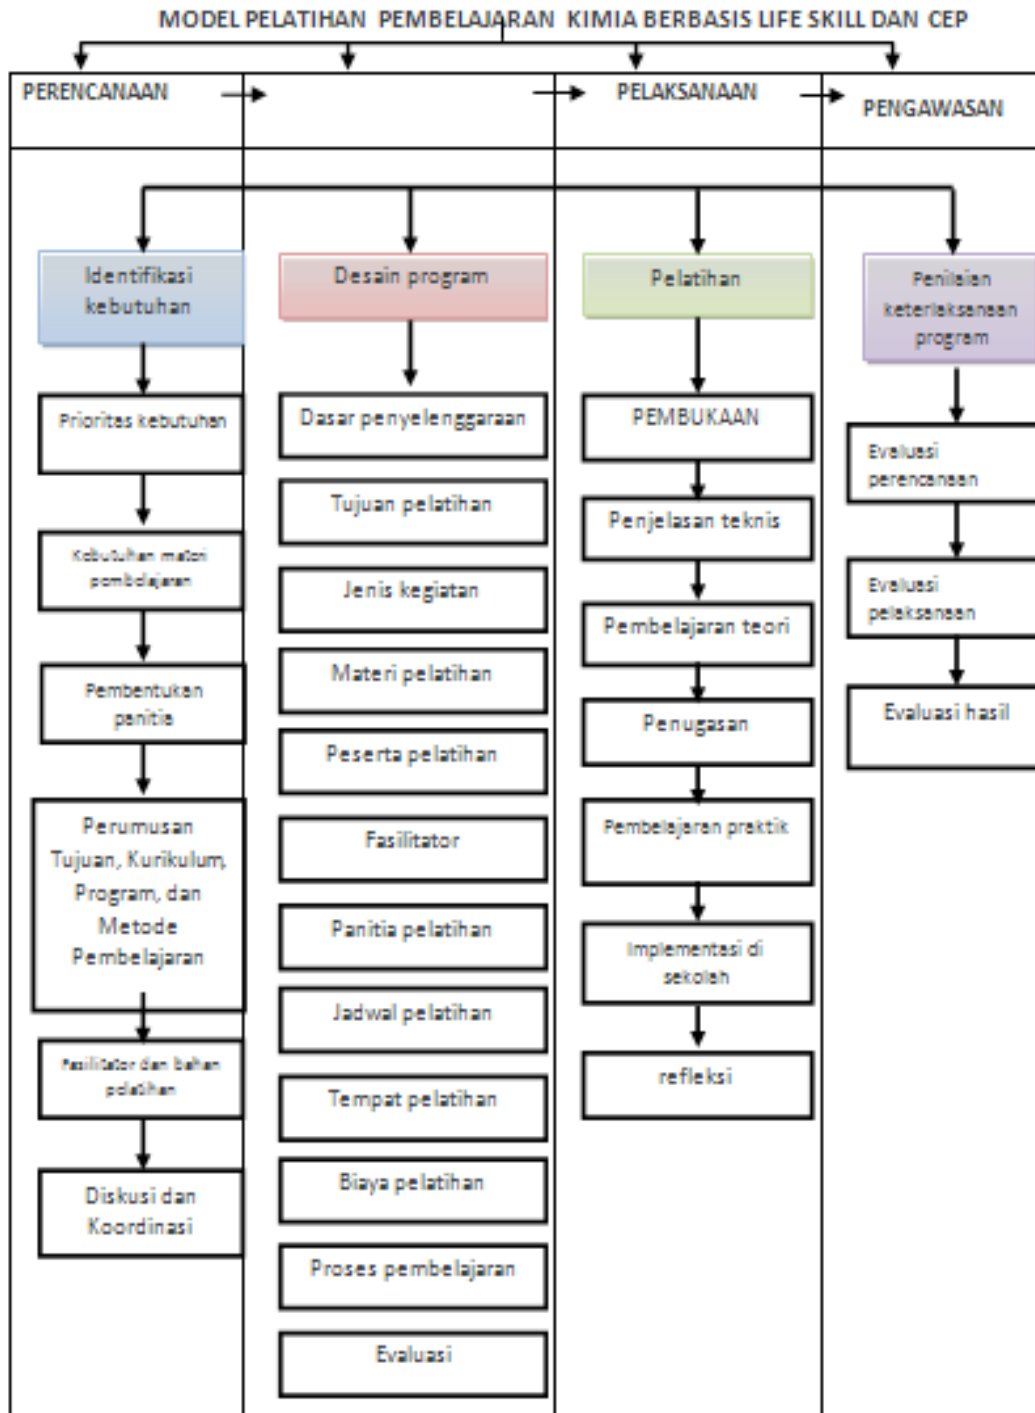 MODEL PELATIHAN PEMBELAJARAN KIMIA BERBASIS LIFE SKILL DAN CEP
PERENCANAAN
PELAKSANAAN
PENGAWASAN
Identifikasi
kebutuhan
Prioritas kebutuhan
Kebutuhan materi
pembelajaran
Pembentukan
panitia
Perumusan
Tujuan, Kurikulum,
Program, dan
Metode
Pembelajaran
Fasilitator dan bahan
pelatihan
Diskusi dan
Koordinasi
Desain program
Dasar penyelenggaraan
Tujuan pelatihan
Jenis kegiatan
Materi pelatihan
Peserta pelatihan
Fasilitator
Panitia pelatihan
Jadwal pelatihan
Tempat pelatihan
Biaya pelatihan
Proses pembelajaran
Evaluasi
Pelatihan
PEMBUKAAN
Penjelasan teknis
Pembelajaran teori
Penugasan
Pembelajaran praktik
Implementasi di
sekolah
refleksi
Penilaian
keterlaksanaan
program
Evaluasi
perencanaan
Evaluasi
pelaksanaan
Evaluasi hasil